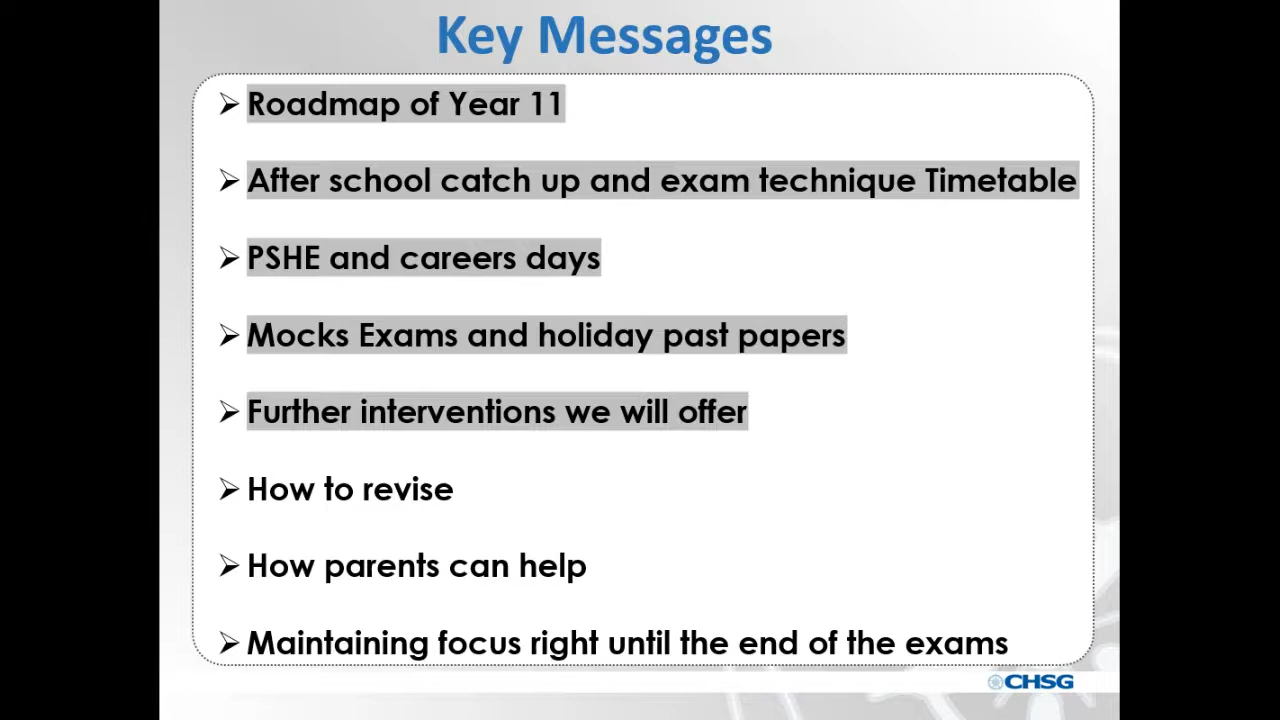 Key Messages
Roadmap of Year 11
After school catch up and exam technique Timetable
PSHE and careers days
Mocks Exams and holiday past papers
Further interventions we will offer
How to revise
How parents can help
Maintaining focus right until the end of the exams
CHSG